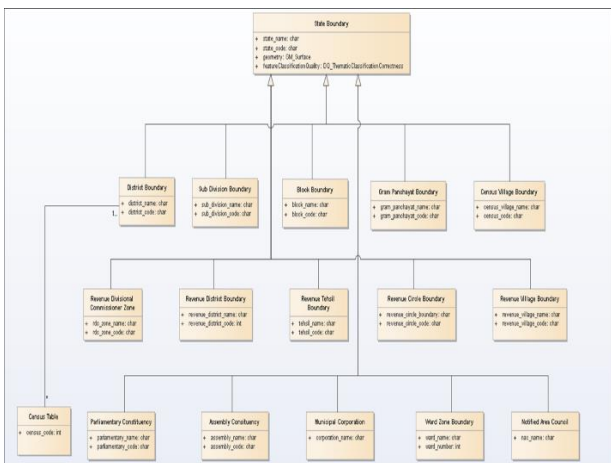 State Boundary
+ state_name: char
+ state_code: char
+ geometry: GM_Surface
+ featureClassificationQuality: DQ_ThematicClassificationCorrectness
District Boundary
+ district_name: char
+ district_code: char
Sub Division Boundary
+ sub_division_name: char
+ sub_division_code: char
Block Boundary
+ block_name: char
+ block_code: char
Gram Panchayat Boundary
+ gram_panchayat_name: char
+ gram_panchayat_code: char
Census Village Boundary
+ census_village_name: char
+ census_code: char
1..
Revenue Divisional
Commissioner Zone
+ rdc_zone_name: char
+ rdc_zone_code: char
Revenue District Boundary
+ revenue_district_name: char
+ revenue_district_code: int
Revenue Tehsil
Boundary
+ tehsil_name: char
+ tehsil_code: char
Revenue Circle Boundary
+ revenue_circle_boundary: char
+ revenue_circle_code: char
Revenue Village Boundary
+ revenue_village_name: char
+ revenue_village_code: char
*
Census Table
+ census_code: int
Parliamentary Constituency
+ parliamentary_name: char
+ parliamentary_code: char
Assembly Constuency
+ assembly_name: char
+ assembly_code: char
Municipal Corporation
+ corporation_name: char
Ward Zone Boundary
+ ward_name: char
+ ward_number: int
Notified Area Council
+ nac_name: char